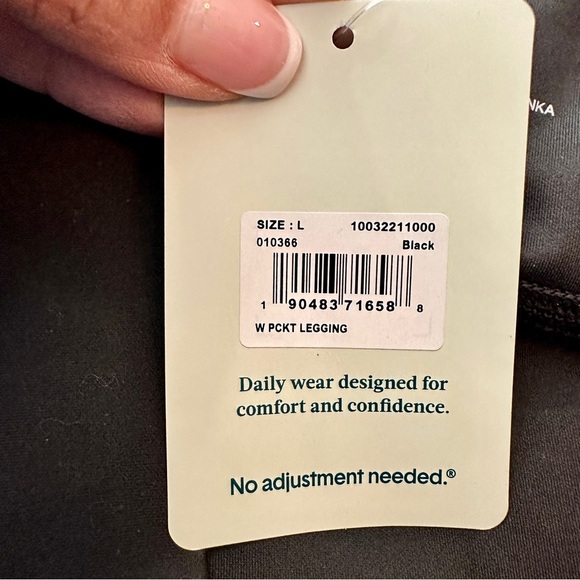 NKA
SIZE : L 10032211000
010366 Black
1 90483 71658 8
W PCKT LEGGING
Daily wear designed for
comfort and confidence.
No adjustment needed.®